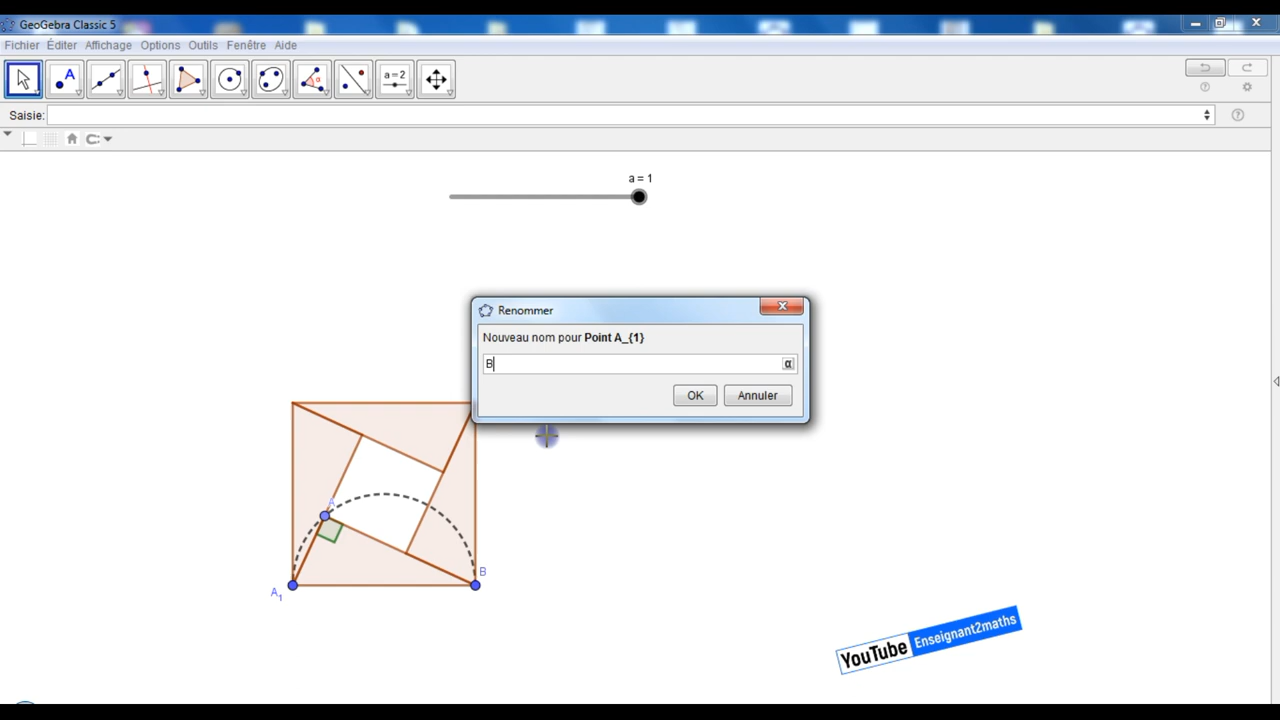 GeoGebra Classic 5
Fichier Éditer Affichage Options Outils Fenêtre Aide
A
α
a=2
Saisie:
a = 1
Renommer
Nouveau nom pour Point A_{1}
B
α
OK Annuler
A
B
A1
YouTube Enseignant2maths